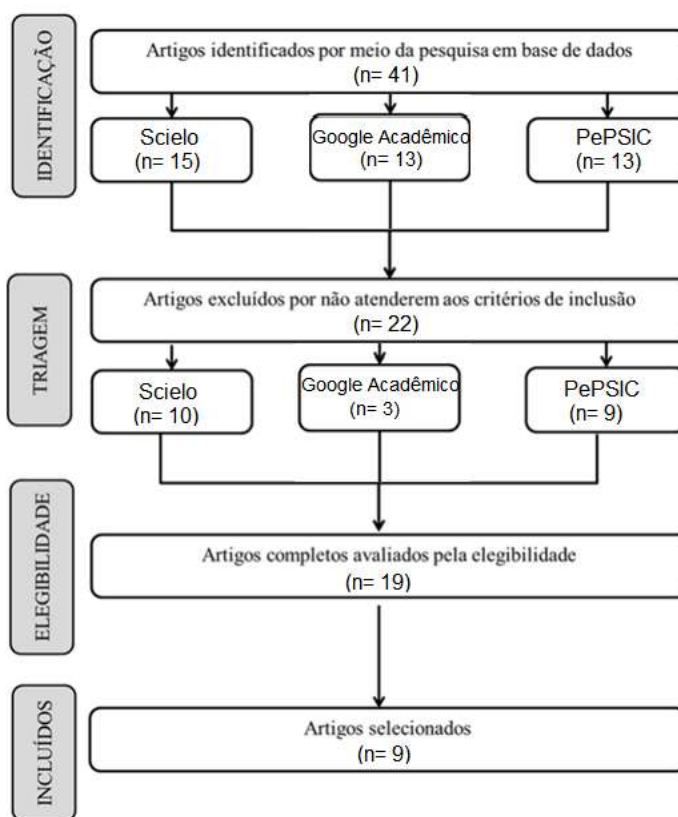 IDENTIFICAÇÃO
Artigos identificados por meio da pesquisa em base de dados
(n= 41)
Scielo
(n= 15)
Google Acadêmico
(n= 13)
PePSIC
(n= 13)
TRIAGEM
Artigos excluídos por não atenderem aos critérios de inclusão
(n= 22)
Scielo
(n= 10)
Google Acadêmico
(n= 3)
PePSIC
(n= 9)
ELEGIBILIDADE
Artigos completos avaliados pela elegibilidade
(n= 19)
INCLUÍDOS
Artigos selecionados
(n= 9)